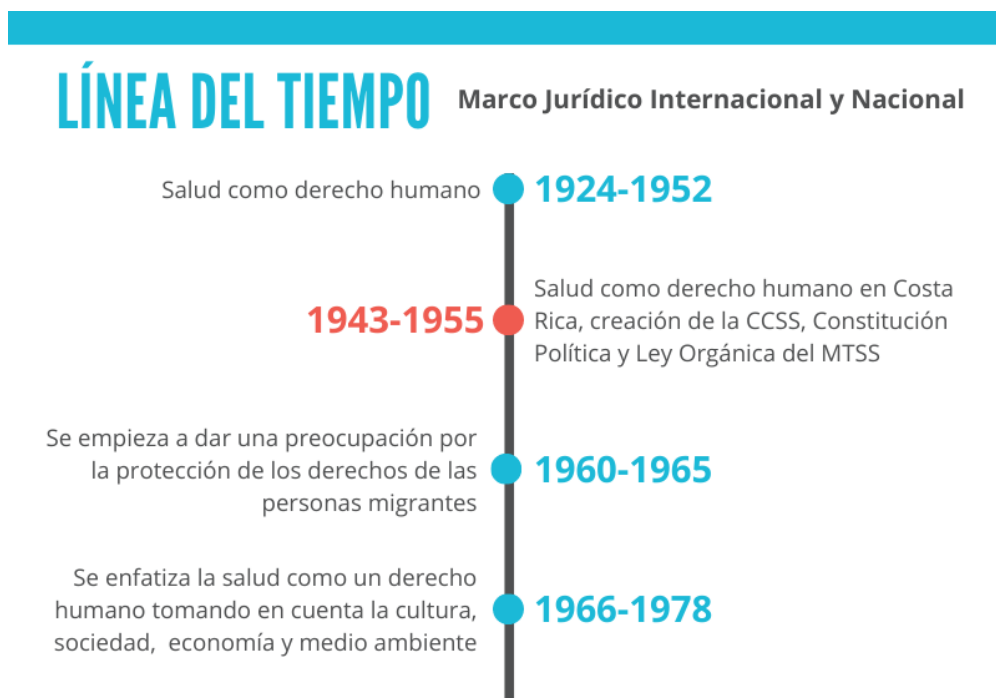 LÍNEA DEL TIEMPO
Marco Jurídico Internacional y Nacional
Salud como derecho humano
1924-1952
1943-1955
Salud como derecho humano en Costa
Rica, creación de la CCSS, Constitución
Política y Ley Orgánica del MTSS
Se empieza a dar una preocupación por
la protección de los derechos de las
personas migrantes
1960-1965
Se enfatiza la salud como un derecho
humano tomando en cuenta la cultura,
sociedad, economía y medio ambiente
1966-1978